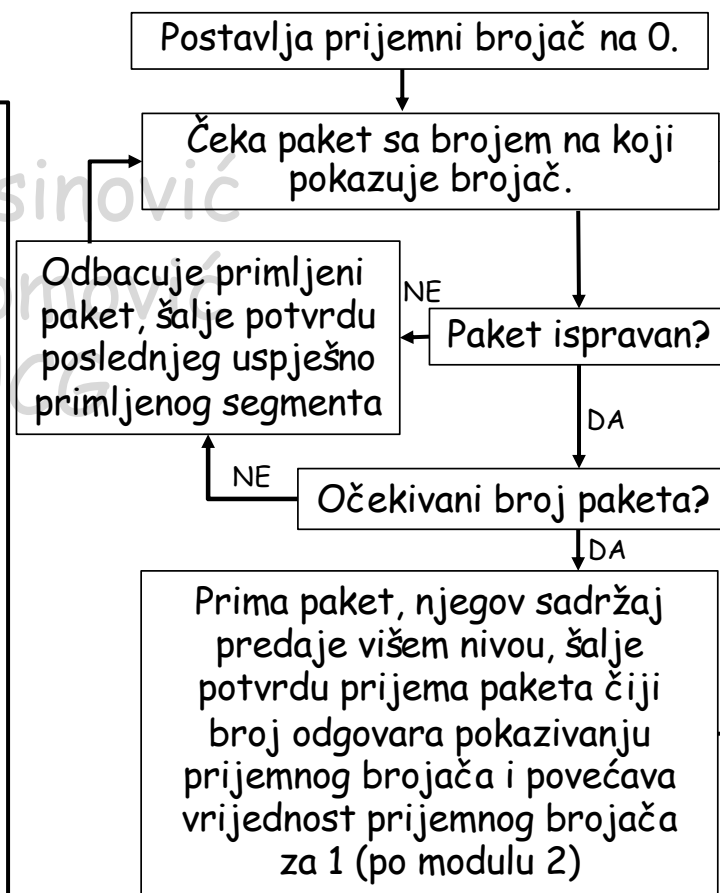 Postavlja prijemni brojač na 0.
Čeka paket sa brojem na koji
pokazuje brojač.
Odbacuje primljeni
paket, šalje potvrdu
poslednjeg uspješno
primljenog segmenta
NE
Paket ispravan?
DA
NE
Očekivani broj paketa?
DA
Prima paket, njegov sadržaj
predaje višem nivou, šalje
potvrdu prijema paketa čiji
broj odgovara pokazivanju
prijemnog brojača i povećava
vrijednost prijemnog brojača
za 1 (po modulu 2)